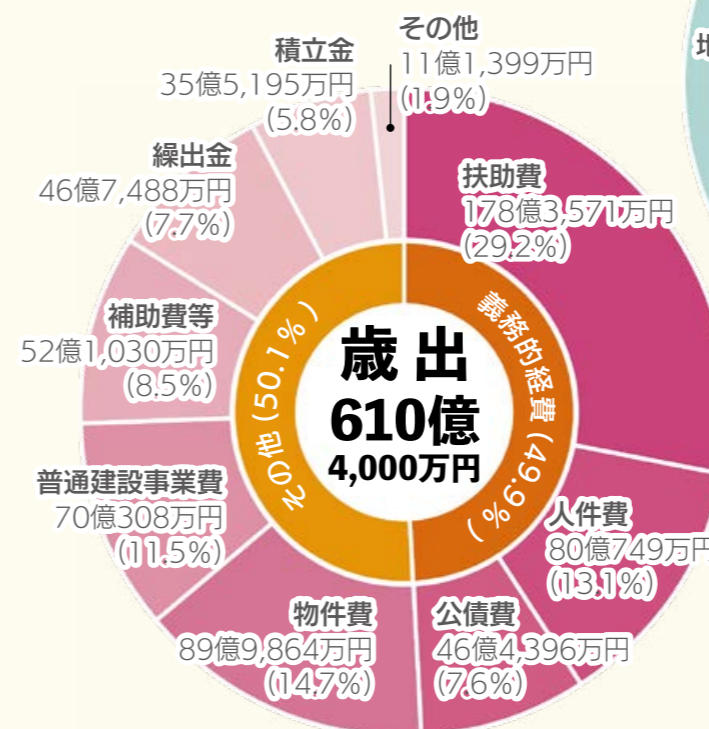 歳出
610億
4,000万円
義務的経費(49.9%)
その他(50.1%)
扶助費
178億3,571万円
(29.2%)
人件費
80億749万円
(13.1%)
公債費
46億4,396万円
(7.6%)
物件費
89億9,864万円
(14.7%)
普通建設事業費
70億308万円
(11.5%)
補助費等
52億1,030万円
(8.5%)
繰出金
46億7,488万円
(7.7%)
積立金
35億5,195万円
(5.8%)
その他
11億1,399万円
(1.9%)